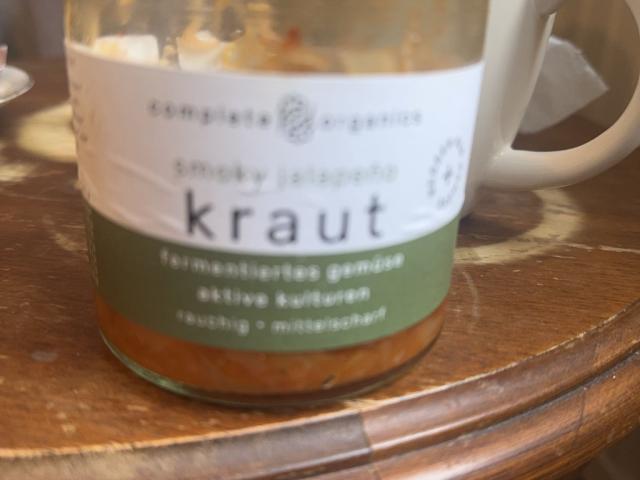 complete organics
smoky jalapeño
kraut
fermentiertes gemüse
aktive kulturen
rauchig • mittelscharf